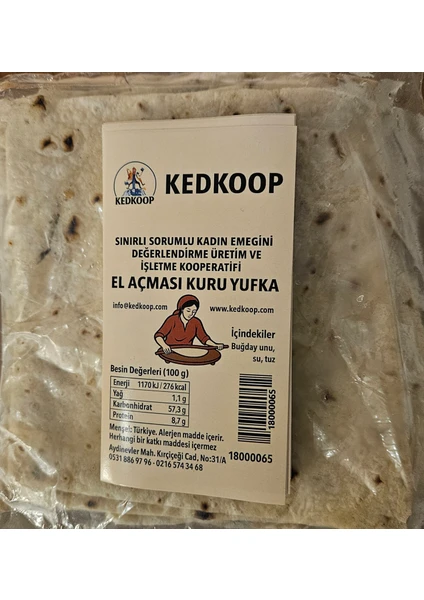 KEDKOOP
KEDKOOP
SINIRLI SORUMLU KADIN EMEGİNİ
DEĞERLENDİRME ÜRETİM VE
İŞLETME KOOPERATİFİ
EL AÇMASI KURU YUFKA
info@kedkoop.com www.kedkoop.com
İçindekiler
Buğday unu,
su, tuz
Besin Değerleri (100 g)
Enerji 1170 kJ / 276 kcal
Yağ 1,1 g
Karbonhidrat 57,3 g
Protein 8,7 g
Menşei: Türkiye. Alerjen madde içerir.
Herhangi bir katkı maddesi içermez
Aydınevler Mah. Kırçiçeği Cad. No:31/A
0531 886 97 96 - 0216 574 34 68
18000065
18000065